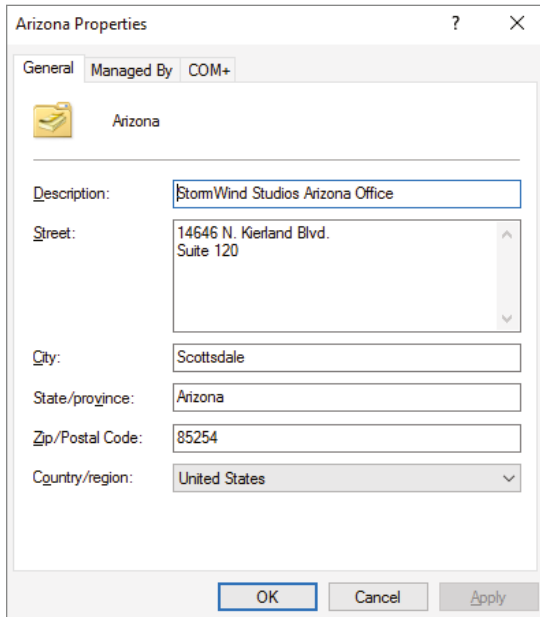 Arizona Properties ?
General Managed By COM+
Arizona
Description: StormWind Studios Arizona Office
Street: 14646 N. Kierland Blvd.
Suite 120
City: Scottsdale
State/province: Arizona
Zip/Postal Code: 85254
Country/region: United States
OK Cancel Apply